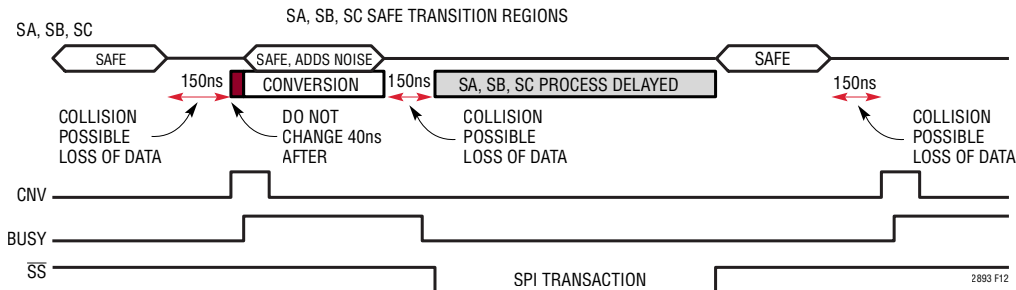 SA, SB, SC SAFE TRANSITION REGIONS
SA, SB, SC
SAFE
SAFE, ADDS NOISE
SAFE
150ns
CONVERSION
150ns
SA, SB, SC PROCESS DELAYED
150ns
COLLISION
POSSIBLE
LOSS OF DATA
DO NOT
CHANGE 40ns
AFTER
COLLISION
POSSIBLE
LOSS OF DATA
COLLISION
POSSIBLE
LOSS OF DATA
CNV
BUSY
SS
SPI TRANSACTION
2893 F12